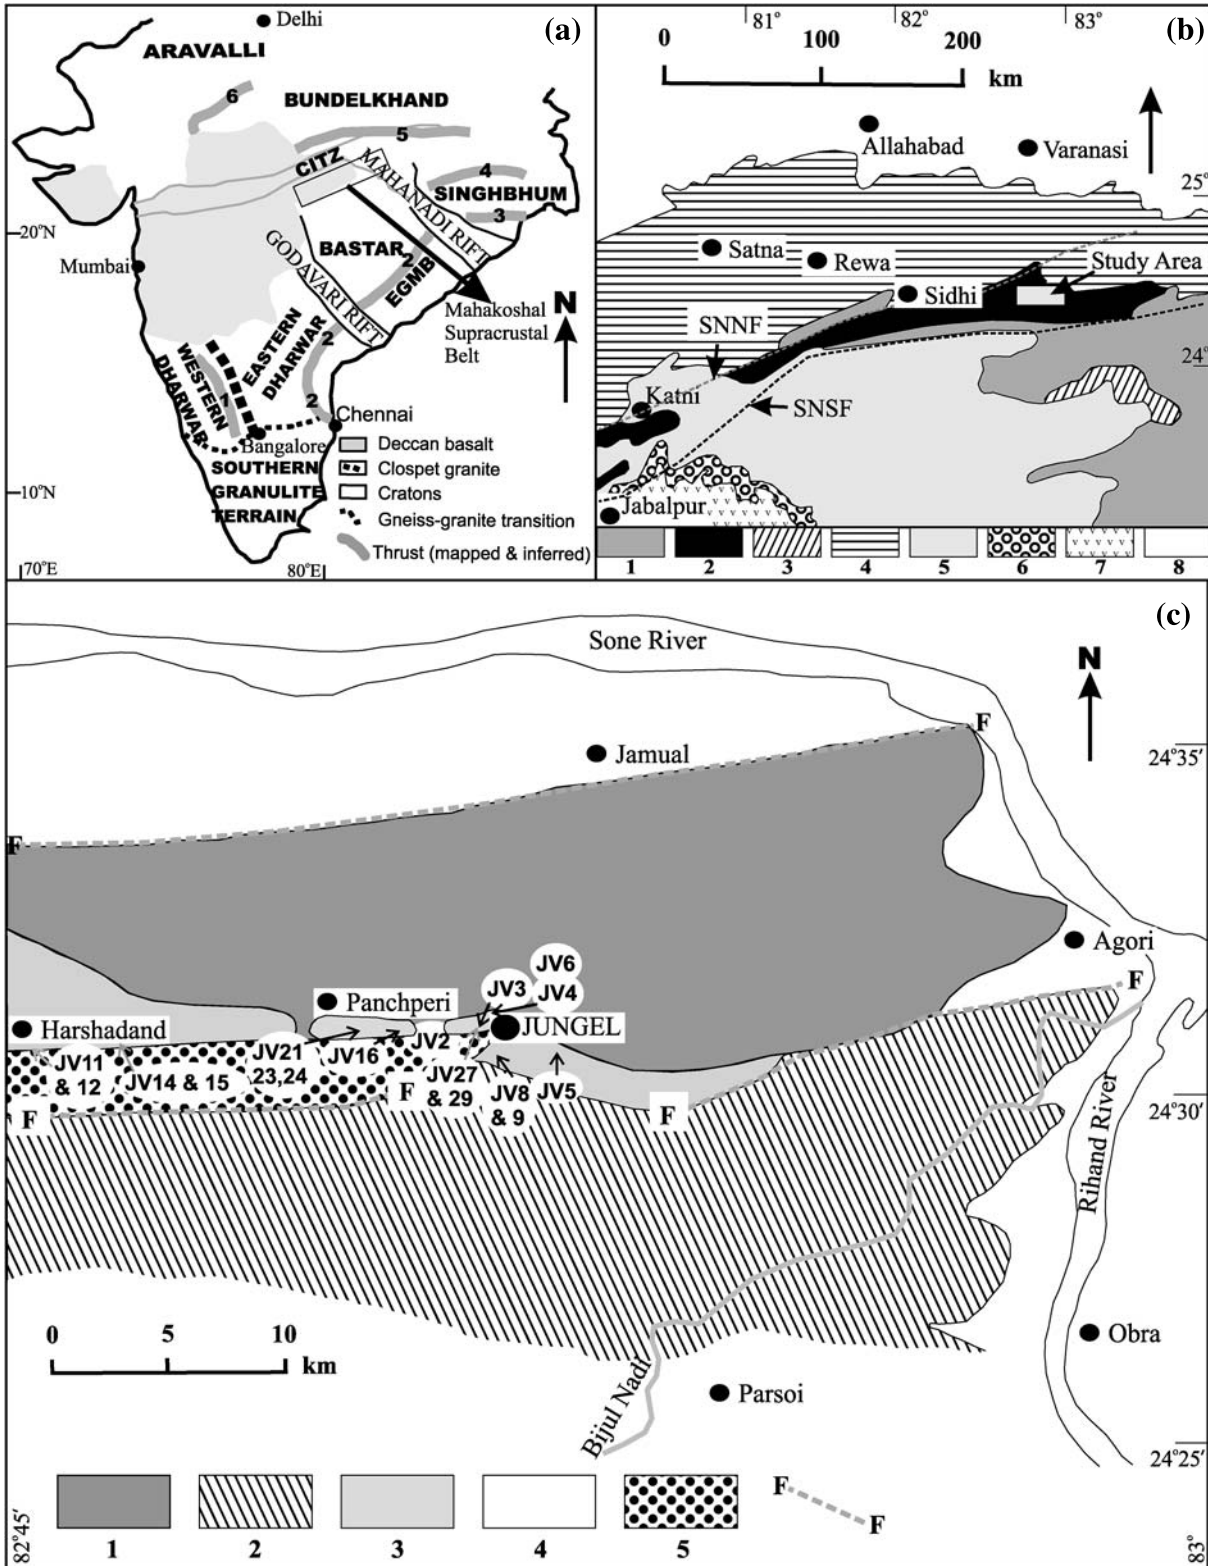 (a)
Delhi
ARAVALLI
6
BUNDELKHAND
5
CITZ
MAHANADI RIFT
4
SINGHBHUM
3
20°N
BASTAR
2
EGMB
GODAVARI RIFT
Mumbai
Mahakoshal
Supracrustal
Belt
N
EASTERN
DHARWAR
2
WESTERN
DHARWAR
1
2
Chennai
Bangalore
SOUTHERN
GRANULITE
TERRAIN
10°N
Deccan basalt
Clospet granite
Cratons
Gneiss-granite transition
Thrust (mapped & inferred)
70°E
80°E
(b)
81°
82°
83°
0
100
200
km
Allahabad
Varanasi
25°
Satna
Rewa
Study Area
Sidhi
SNNF
24°
Katni
SNSF
Jabalpur
1
2
3
4
5
6
7
8
(c)
Sone River
N
F
Jamual
24°35′
F
Agori
JV6
JV3
JV4
F
Panchperi
Harshadand
JUNGEL
JV11
& 12
JV14 & 15
JV21
23,24
JV16
JV2
JV27
& 29
JV8
& 9
JV5
F
F
F
24°30′
Rihand River
0
5
10
km
Obra
Bijul Nadi
Parsoi
24°25′
82°45′
1
2
3
4
5
F
F
83°